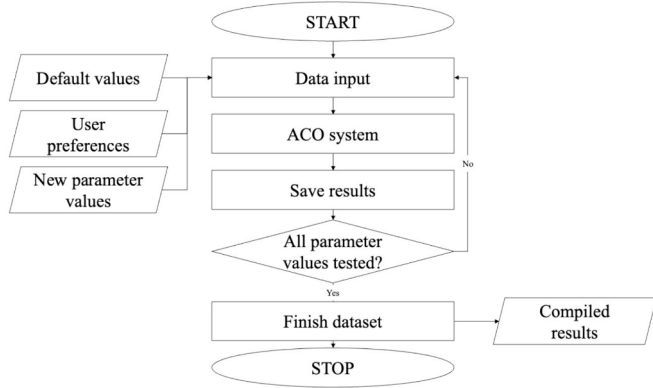 START
Default values
Data input
User
preferences
ACO system
No
New parameter
values
Save results
All parameter
values tested?
Yes
Finish dataset
Compiled
results
STOP